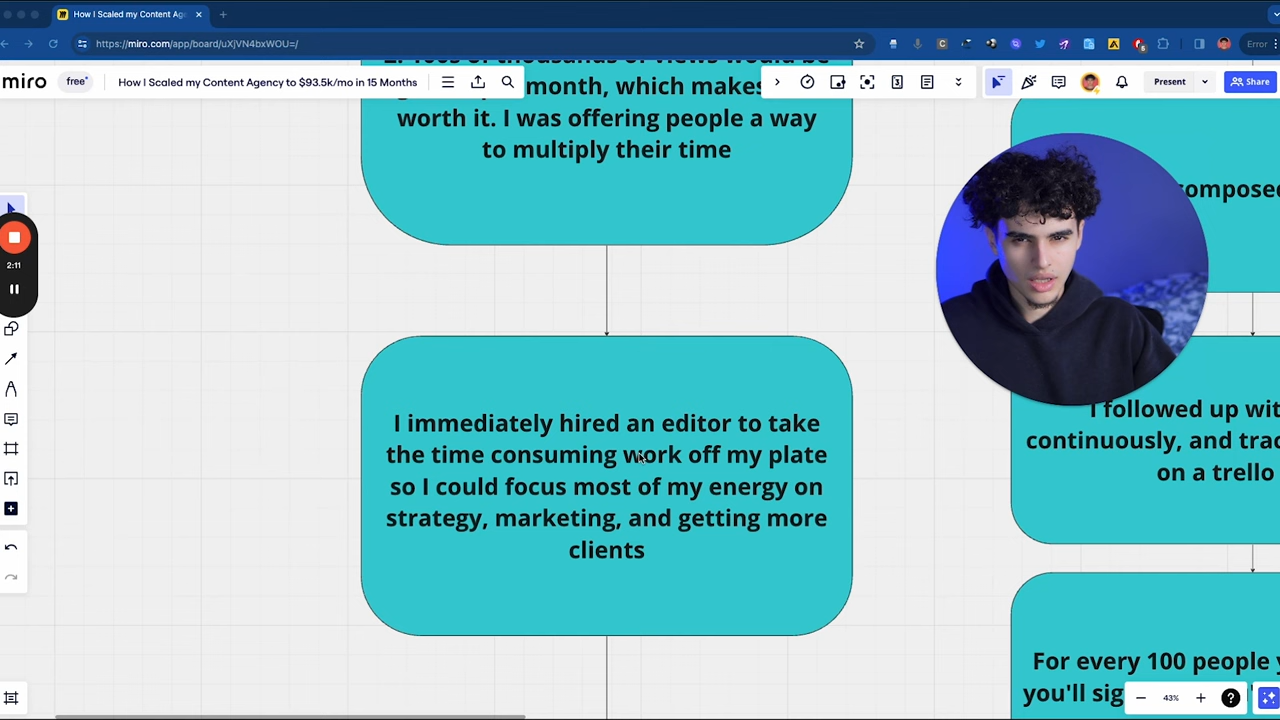 How I Scaled my Content Age
https://miro.com/app/board/uXjVN4bxWOU=/
Error
miro
free
How I Scaled my Content Agency to $93.5k/mo in 15 Months
Present
Share
month, which makes
worth it. I was offering people a way
to multiply their time
2:11
I immediately hired an editor to take
the time consuming work off my plate
so I could focus most of my energy on
strategy, marketing, and getting more
clients
compose
I followed up wit
continuously, and trac
on a trello
For every 100 people y
you'll sig
43%